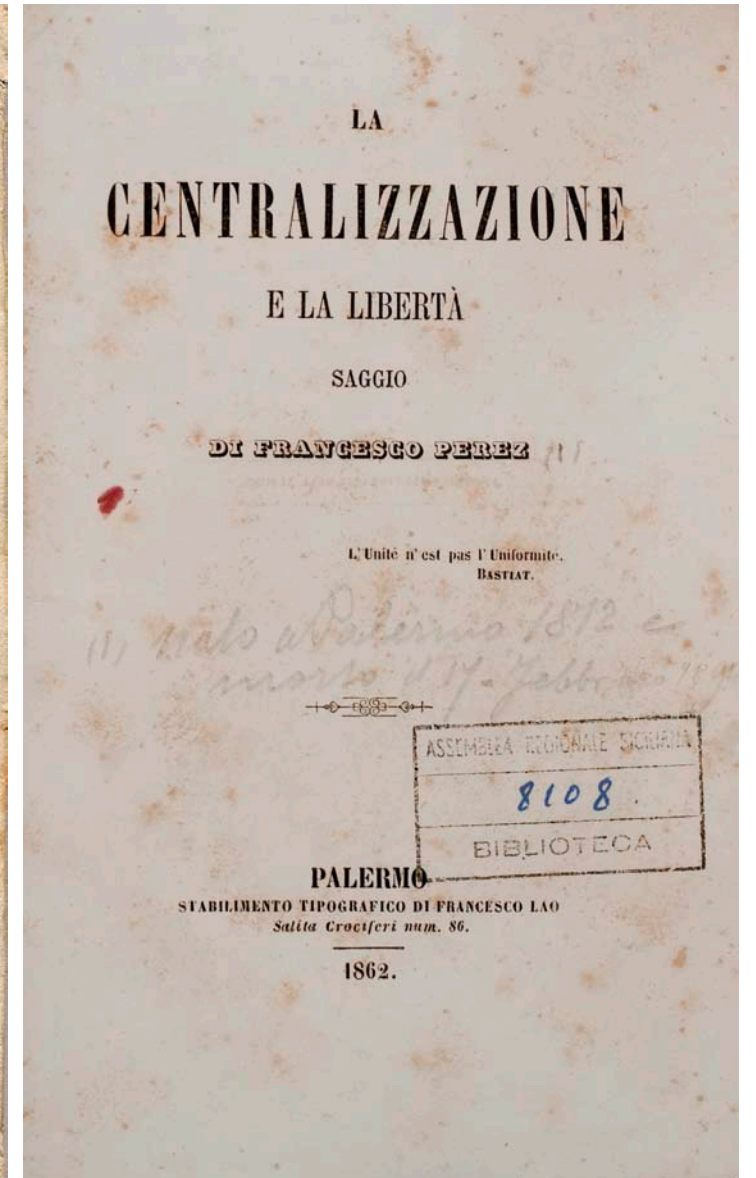 LA
CENTRALIZZAZIONE
E LA LIBERTÀ
SAGGIO
DI FRANCESCO PEREZ (1)
L'Unité n'est pas l'Uniformité.
BASTIAT.
(1) nato a Palermo 1812 e
morto il 17 - Febbraio
ASSEMBLEA REGIONALE SICILIANA
8108.
BIBLIOTECA
PALERMO
STABILIMENTO TIPOGRAFICO DI FRANCESCO LAO
Salita Crociferi num. 86.
1862.